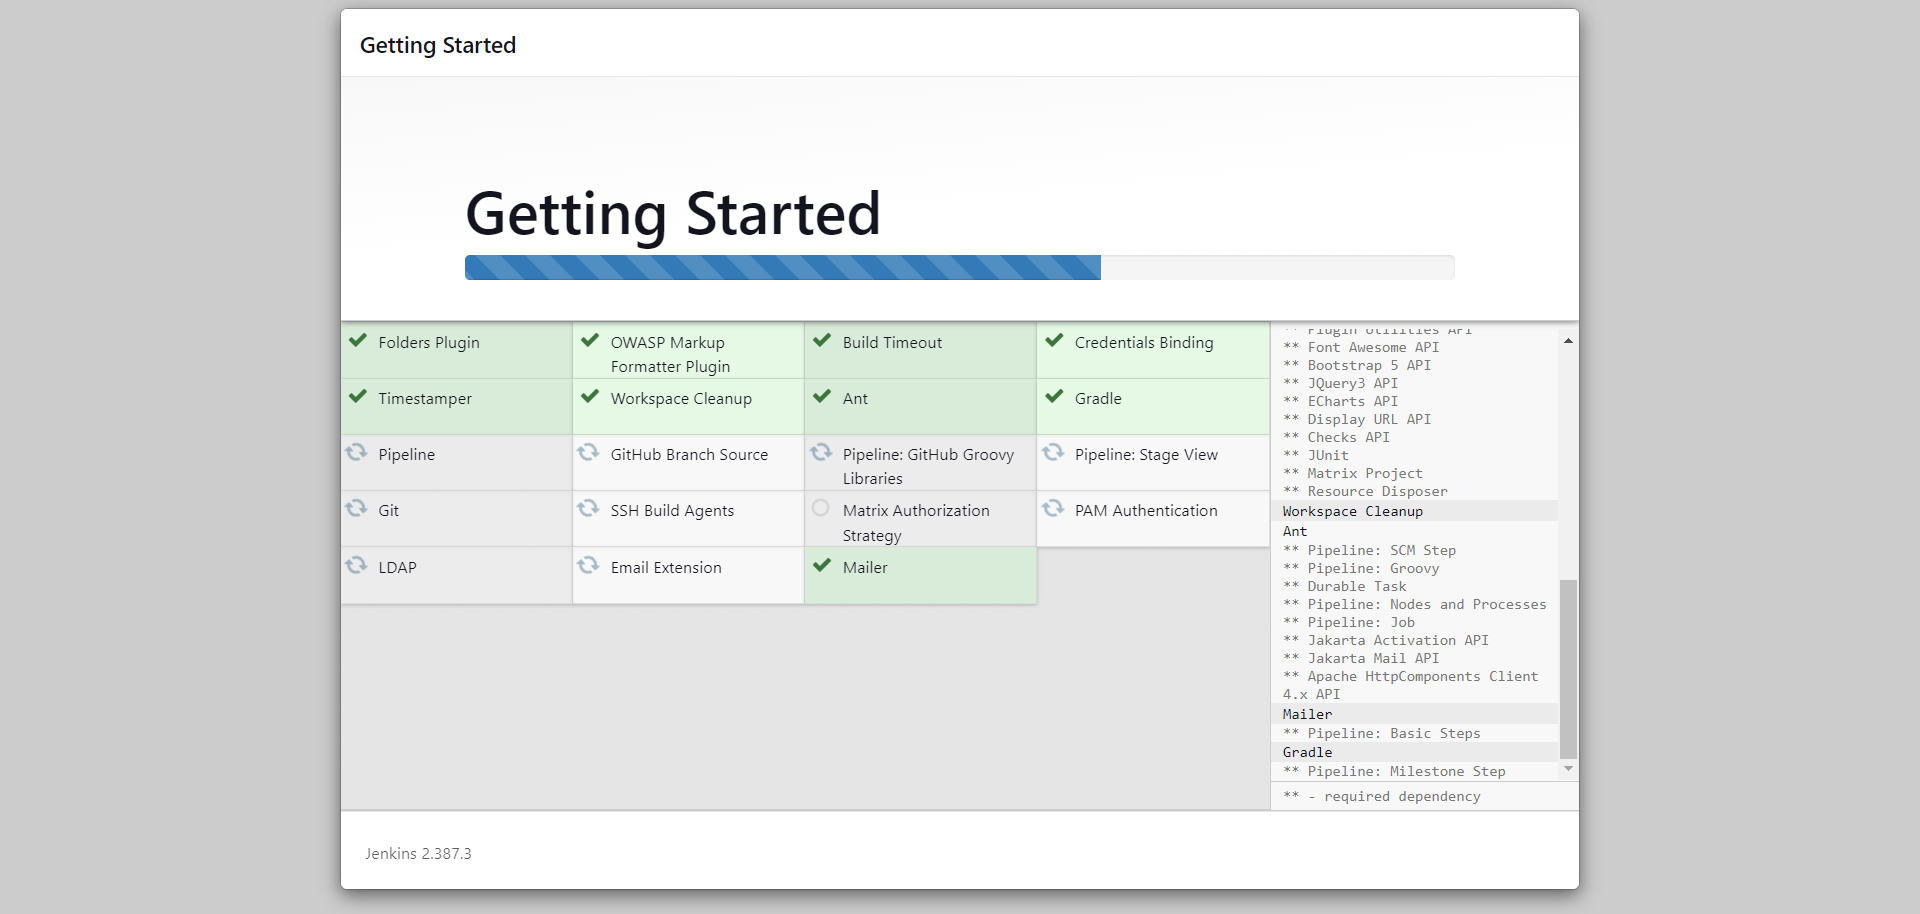 Getting Started
Getting Started
Folders Plugin
OWASP Markup
Formatter Plugin
Build Timeout
Credentials Binding
Timestamper
Workspace Cleanup
Ant
Gradle
Pipeline
GitHub Branch Source
Pipeline: GitHub Groovy
Libraries
Pipeline: Stage View
Git
SSH Build Agents
Matrix Authorization
Strategy
PAM Authentication
LDAP
Email Extension
Mailer
** Plugin Utilities API
** Font Awesome API
** Bootstrap 5 API
** JQuery3 API
** ECharts API
** Display URL API
** Checks API
** JUnit
** Matrix Project
** Resource Disposer
Workspace Cleanup
Ant
** Pipeline: SCM Step
** Pipeline: Groovy
** Durable Task
** Pipeline: Nodes and Processes
** Pipeline: Job
** Jakarta Activation API
** Jakarta Mail API
** Apache HttpComponents Client
4.x API
Mailer
** Pipeline: Basic Steps
Gradle
** Pipeline: Milestone Step
** - required dependency
Jenkins 2.387.3